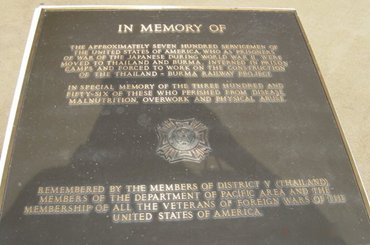 IN MEMORY OF
THE APPROXIMATELY SEVEN HUNDRED SERVICEMEN OF
THE UNITED STATES OF AMERICA, WHO AS PRISONERS
OF WAR OF THE JAPANESE DURING WORLD WAR II, WERE
MOVED TO THAILAND AND BURMA - INTERNED IN PRISON
CAMPS AND FORCED TO WORK ON THE CONSTRUCTION
OF THE THAILAND - BURMA RAILWAY PROJECT.
IN SPECIAL MEMORY OF THE THREE HUNDRED AND
FIFTY-SIX OF THESE WHO PERISHED FROM DISEASE,
MALNUTRITION, OVERWORK AND PHYSICAL ABUSE.
REMEMBERED BY THE MEMBERS OF DISTRICT V (THAILAND)
MEMBERS OF THE DEPARTMENT OF PACIFIC AREA AND THE
MEMBERSHIP OF ALL THE VETERANS OF FOREIGN WARS OF THE
UNITED STATES OF AMERICA.